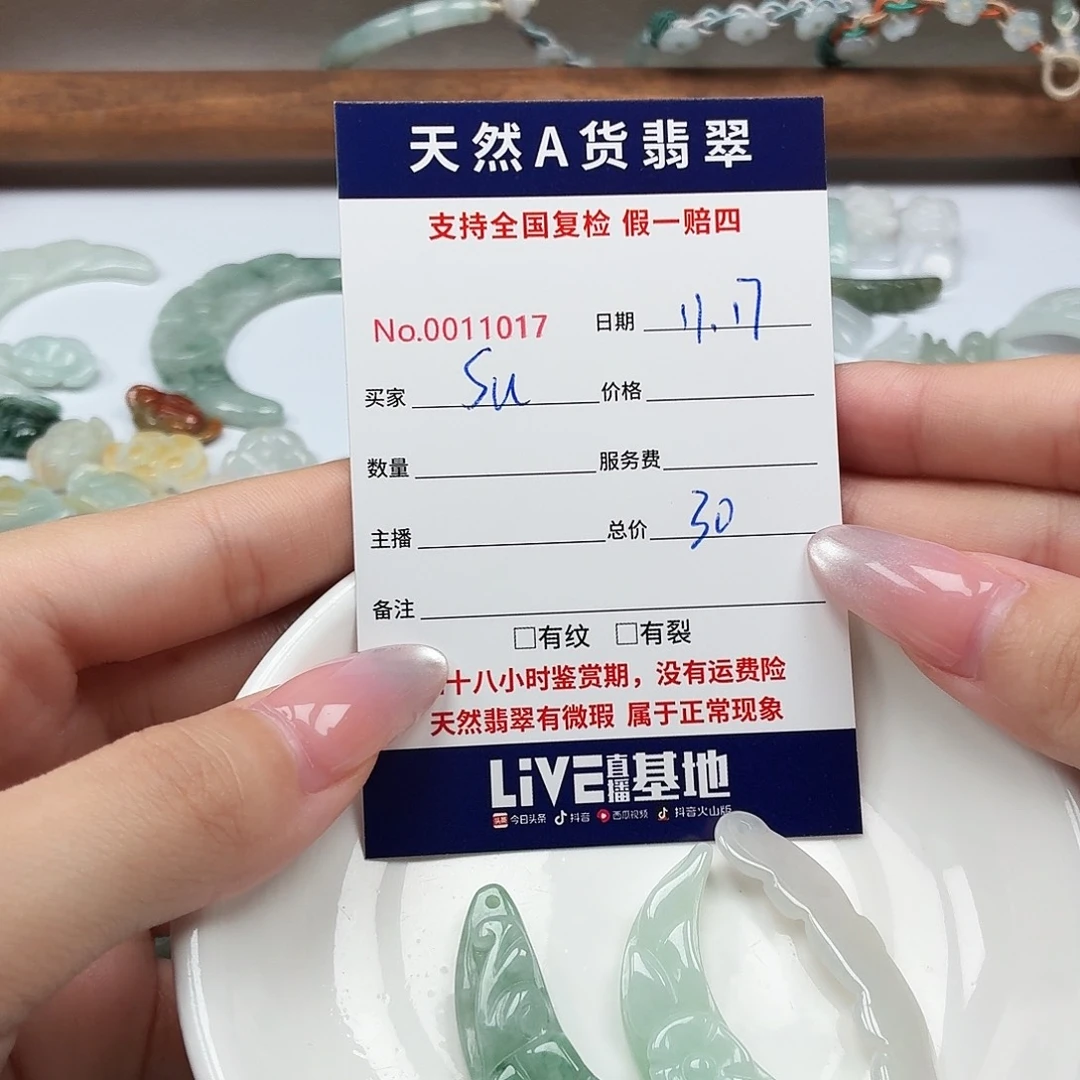 天然A货翡翠
支持全国复检 假一赔四
No.0011017 日期 11.17
买家 Su 价格
数量 服务费
主播 总价 30
备注
□有纹 □有裂
十八小时鉴赏期，没有运费险
天然翡翠有微瑕 属于正常现象
LiVE直播基地
头条 今日头条 抖音 西瓜视频 抖音火山版